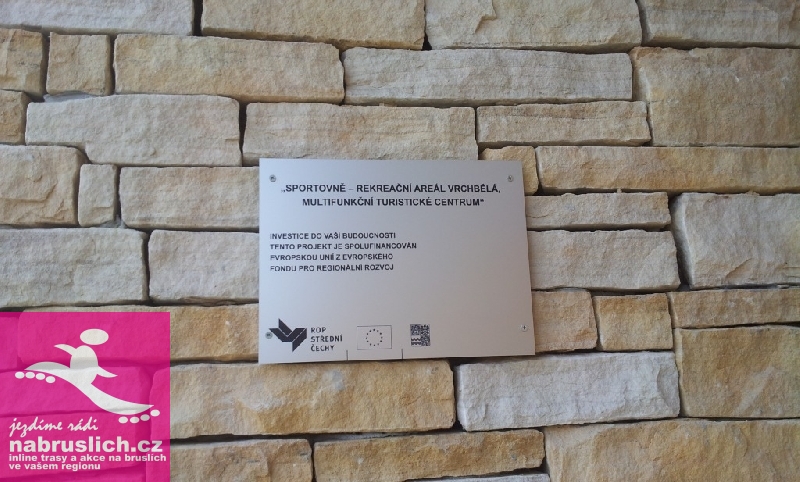 „SPORTOVNĚ – REKREAČNÍ AREÁL VRCHBĚLÁ,
MULTIFUNKČNÍ TURISTICKÉ CENTRUM“
INVESTICE DO VAŠÍ BUDOUCNOSTI
TENTO PROJEKT JE SPOLUFINANCOVÁN
EVROPSKOU UNIÍ Z EVROPSKÉHO
FONDU PRO REGIONÁLNÍ ROZVOJ
ROP
STŘEDNÍ
ČECHY
jezdíme rádi
nabruslich.cz
inline trasy a akce na bruslích
ve vašem regionu